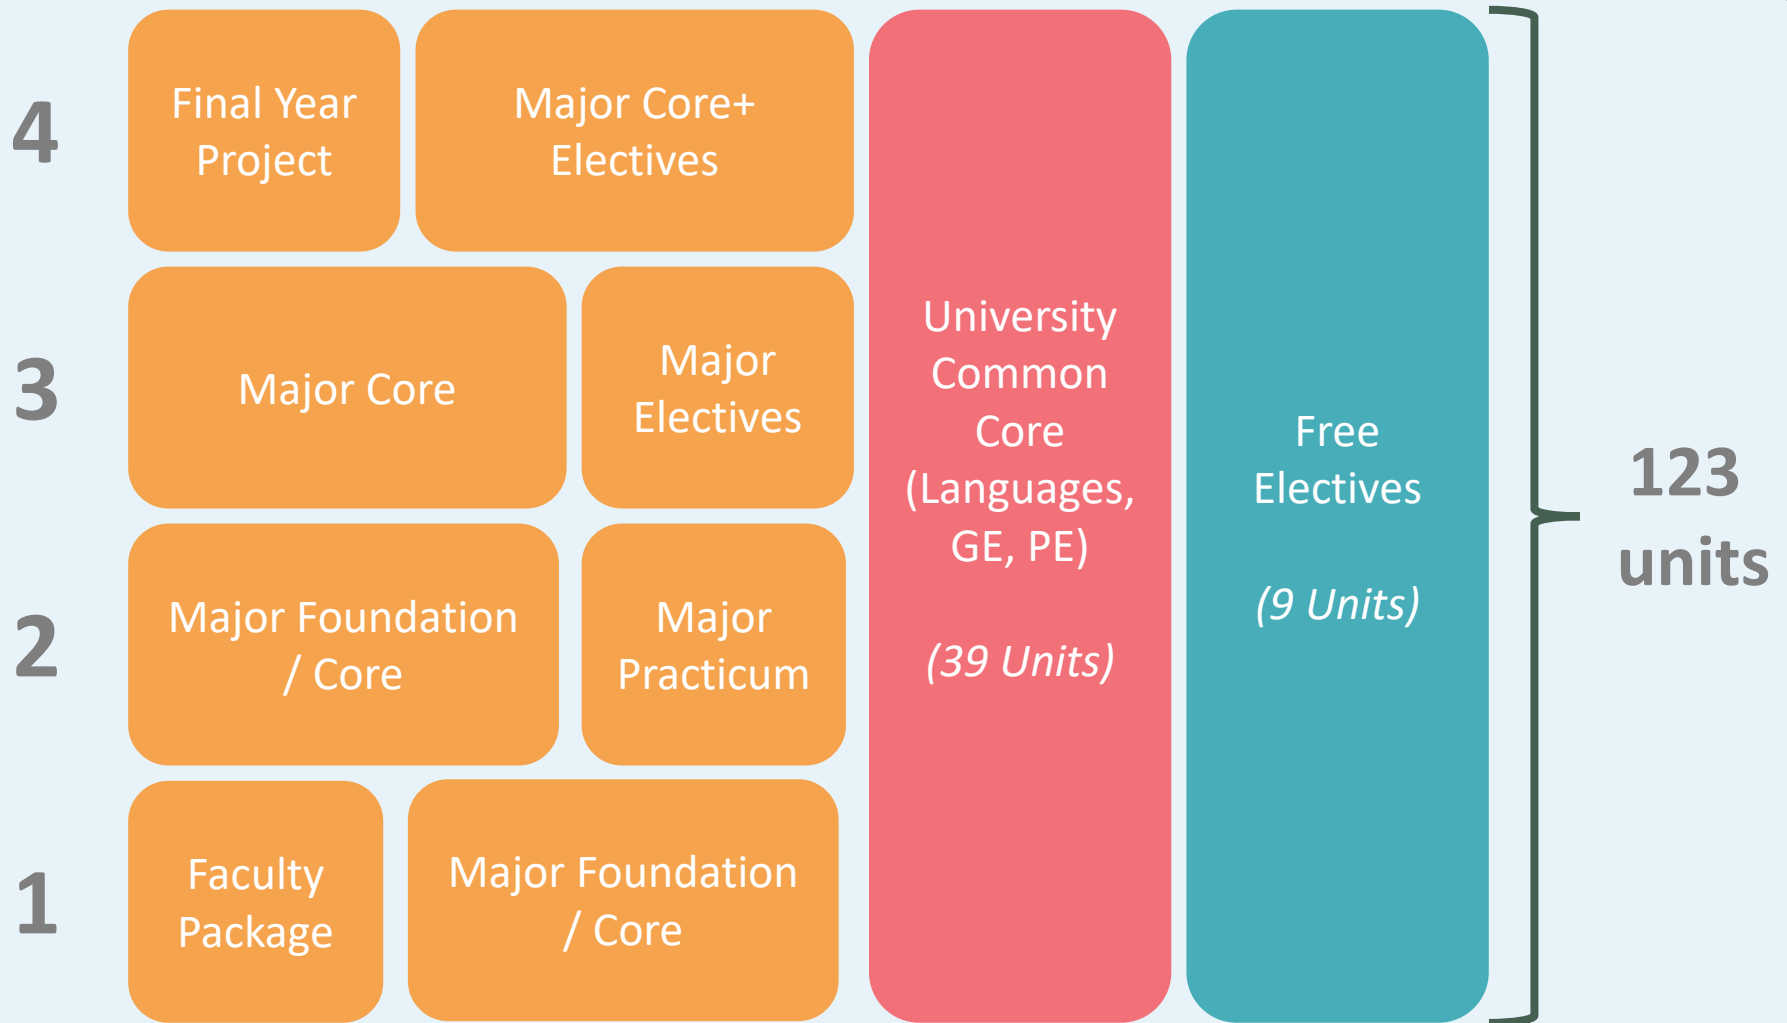 4
Final Year
Project
Major Core+
Electives
3
Major Core
Major
Electives
2
Major Foundation
/ Core
Major
Practicum
1
Faculty
Package
Major Foundation
/ Core
University
Common
Core
(Languages,
GE, PE)
(39 Units)
Free
Electives
(9 Units)
123
units